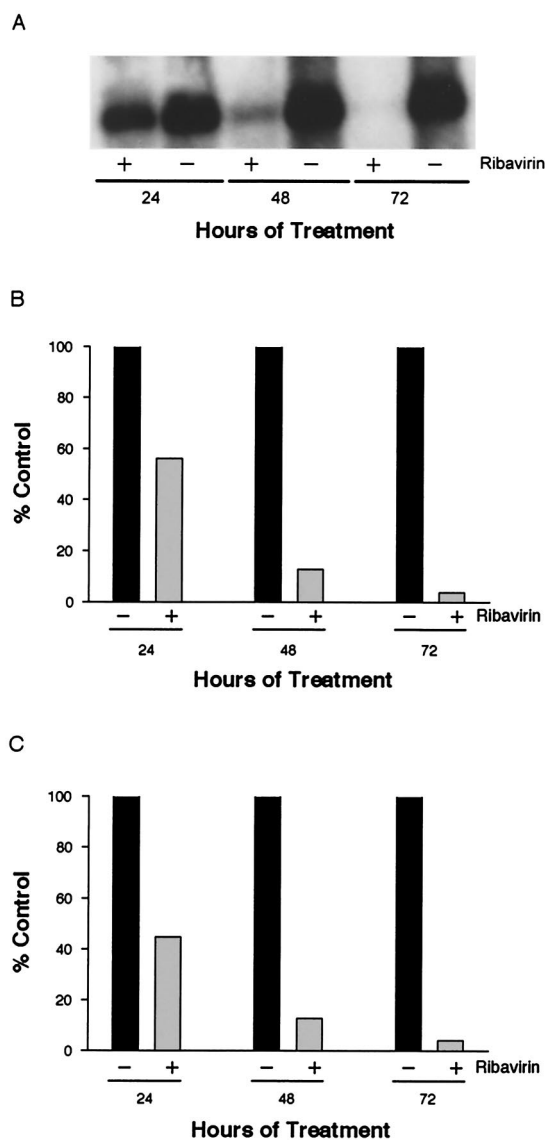 A
+ − + − + − Ribavirin
24 48 72
Hours of Treatment
B
100
80
60
40
20
0
% Control
− + − + − + Ribavirin
24 48 72
Hours of Treatment
C
100
80
60
40
20
0
% Control
− + − + − + Ribavirin
24 48 72
Hours of Treatment